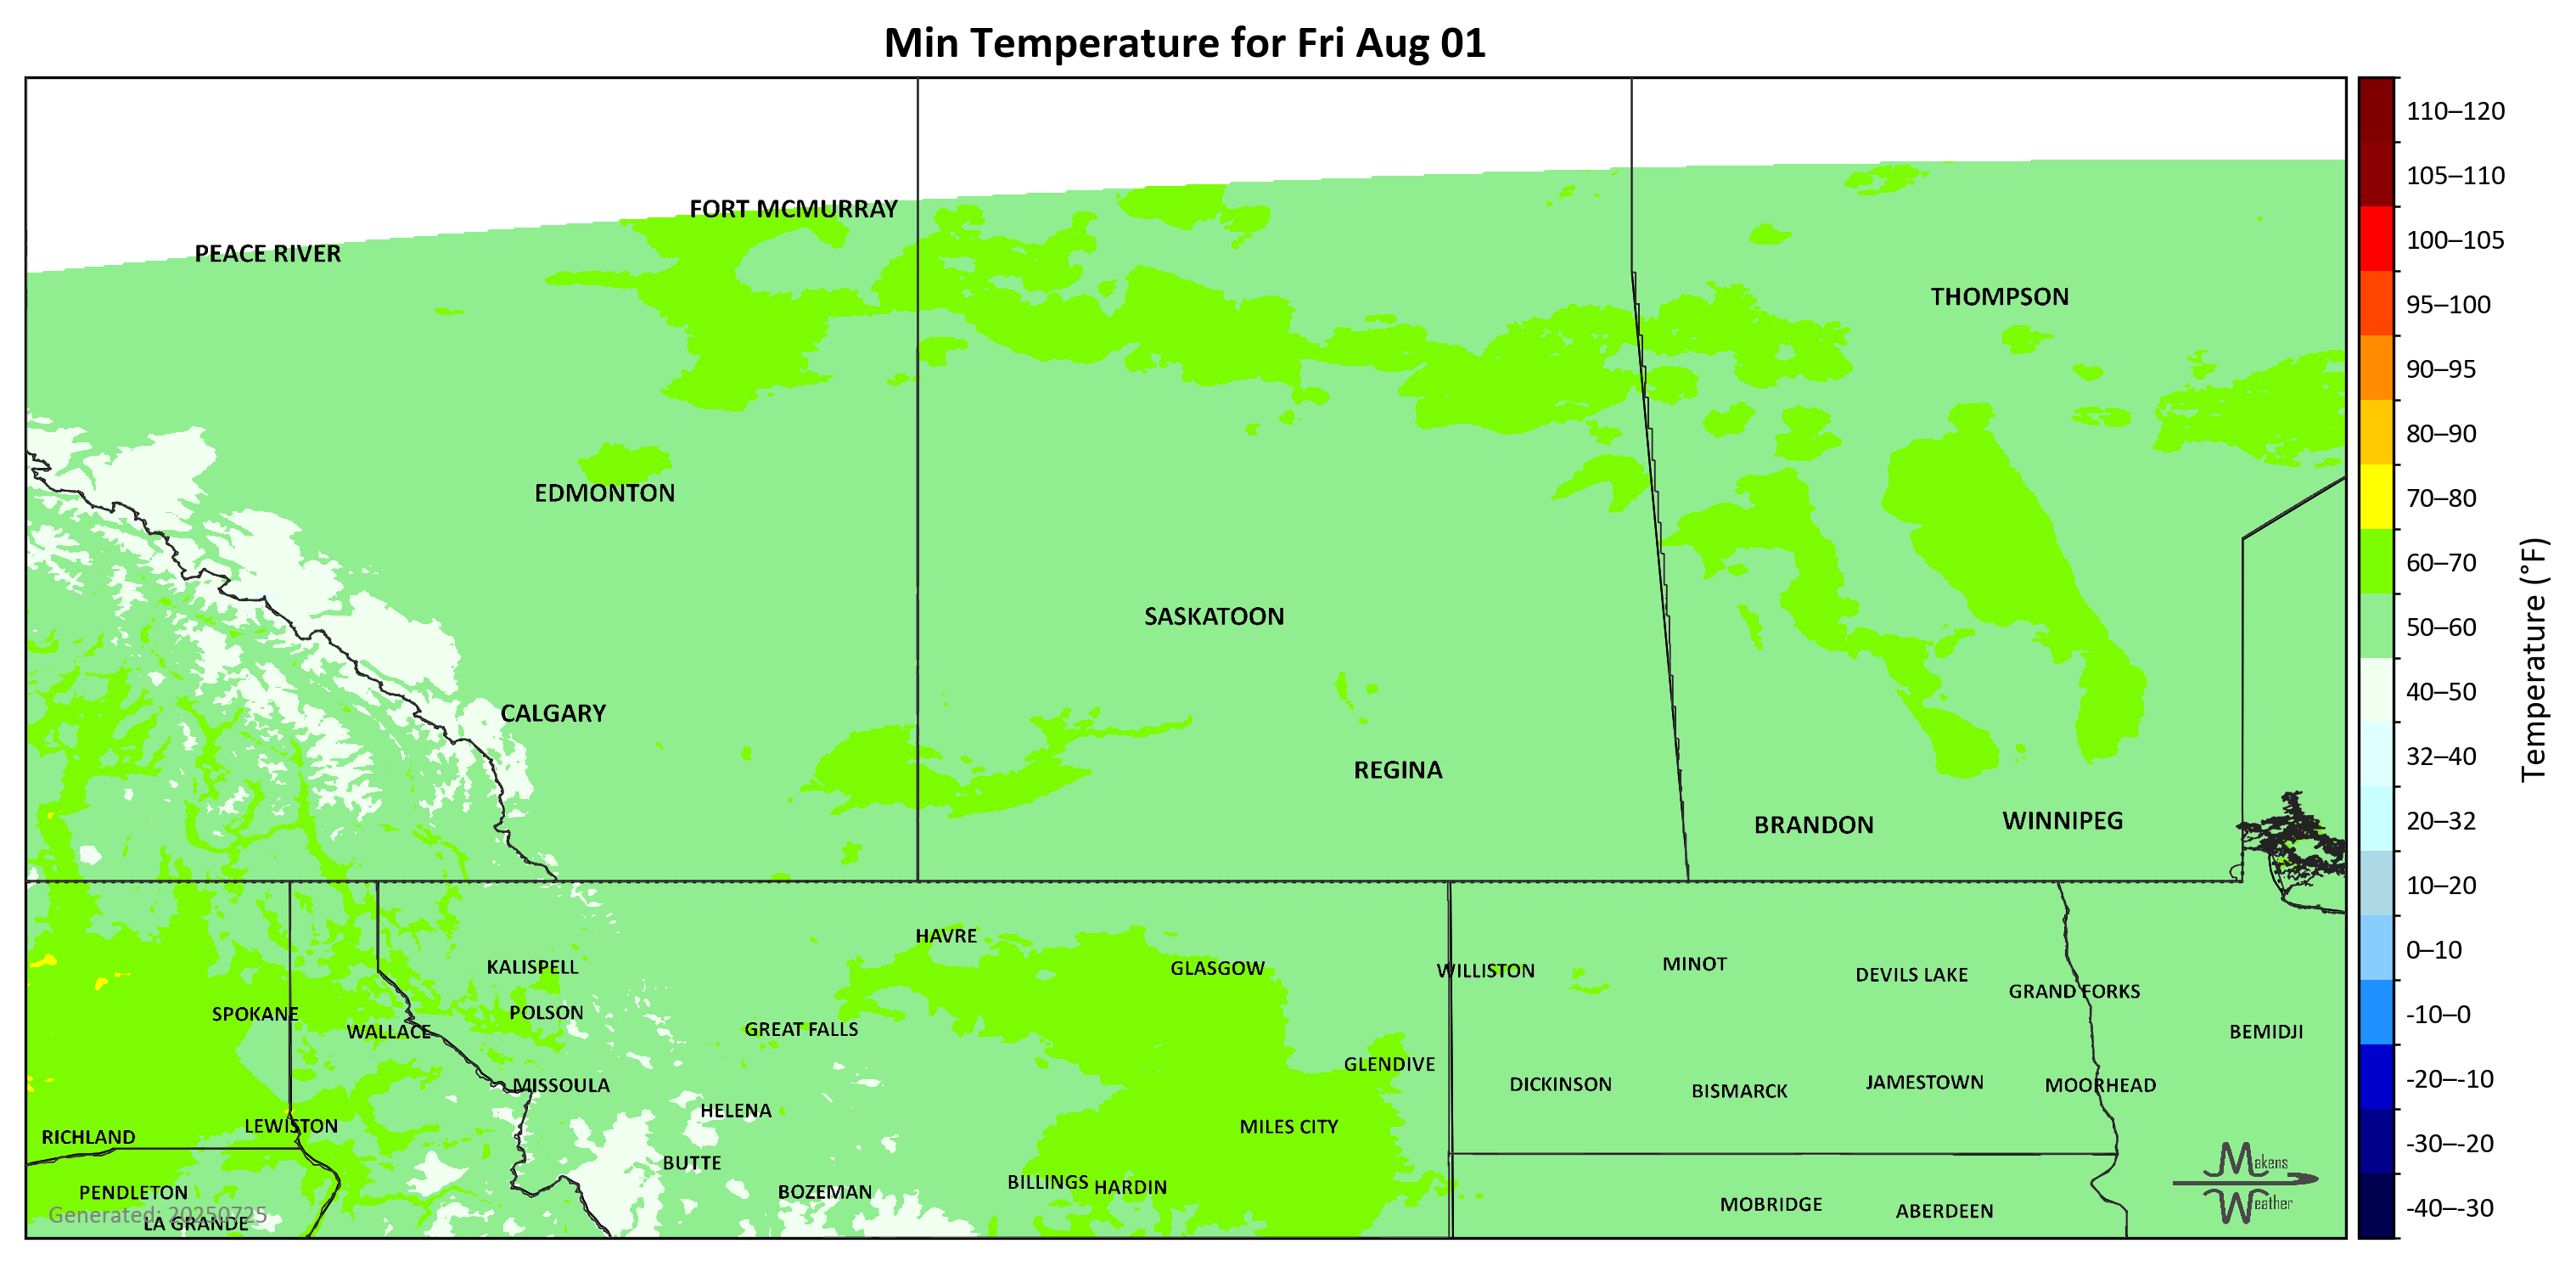 Min Temperature for Fri Aug 01
FORT MCMURRAY
PEACE RIVER
THOMPSON
EDMONTON
SASKATOON
CALGARY
REGINA
BRANDON
WINNIPEG
HAVRE
KALISPELL
GLASGOW
WILLISTON
MINOT
DEVILS LAKE
GRAND FORKS
SPOKANE
POLSON
WALLACE
GREAT FALLS
BEMIDJI
GLENDIVE
MISSOULA
DICKINSON
BISMARCK
JAMESTOWN
MOORHEAD
HELENA
LEWISTON
MILES CITY
RICHLAND
BUTTE
PENDLETON
BOZEMAN
BILLINGS
HARDIN
MOBRIDGE
ABERDEEN
Generated: 20250725
LA GRANDE
Makens
Weather
110–120
105–110
100–105
95–100
90–95
80–90
70–80
60–70
50–60
40–50
32–40
20–32
10–20
0–10
-10–0
-20–-10
-30–-20
-40–-30
Temperature (°F)